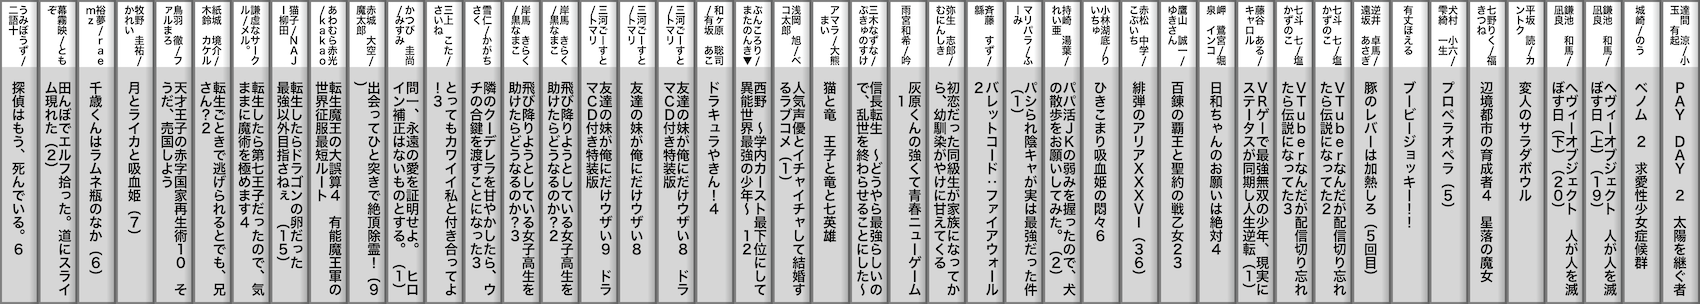 達間 涼/小玉 有起
PAY DAY 2 太陽を継ぐ者
城崎/のう
ベノム 2 求愛性少女症候群
鎌池 和馬/凪良
ヘヴィーオブジェクト 人が人を滅ぼす日(上)(19)
鎌池 和馬/凪良
ヘヴィーオブジェクト 人が人を滅ぼす日(下)(20)
平坂 読/カントク
変人のサラダボウル
七野りく/福きつね
辺境都市の育成者4 星落の魔女
犬村 小六/雫綺 一生
プロペラオペラ(5)
有丈ほえる
ブービージョッキー!!
逆井 卓馬/遠坂 あさぎ
豚のレバーは加熱しろ(5回目)
七斗 七/塩かずのこ
VTuberなんだが配信切り忘れたら伝説になってた2
七斗 七/塩かずのこ
VTuberなんだが配信切り忘れたら伝説になってた3
藤谷 ある/キャロル
VRゲームで最強無双の少年、現実にステータスが同期し人生逆転(1)
岬 鷺宮/堀泉 インコ
日和ちゃんのお願いは絶対4
鷹山 誠一/ゆきさん
百錬の覇王と聖約の戦乙女23
赤松 中学/こぶいち
緋弾のアリアXXXVI(36)
小林湖底/りいちゅ
ひきこまり吸血姫の悶々6
持崎 湯葉/れい亜
パパ活JKの弱みを握ったので、犬の散歩をお願いしてみた。(2)
マリパラ/ふーみ
パシられ陰キャが実は最強だった件(1)
斉藤 すず/縣
バレットコード:ファイアウォール2
雨宮和希/吟
灰原くんの強くて青春ニューゲーム1
弥生 志郎/むにんしき
初恋だった同級生が家族になってから、幼馴染がやけに甘えてくる
三木なずな/ぷきゅのすけ
信長転生 ~どうやら最強らしいので、乱世を終わらせることにした~
アマラ/大熊まい
猫と竜 王子と竜と七英雄
浅岡 旭/べる
人気声優とイチャイチャして結婚するラブコメ(1)
ぶんころり/またのんき▼
西野 ~学内カースト最下位にして異能世界最強の少年~ 12
和ヶ原 聡司/有坂 あこ
ドラキュラやきん!4
三河ごーすと/トマリ
友達の妹が俺にだけウザい8 ドラマCD付き特装版
三河ごーすと/トマリ
友達の妹が俺にだけウザい8
三河ごーすと/トマリ
友達の妹が俺にだけウザい9 ドラマCD付き特装版
岸馬 きらく/黒なまこ
飛び降りようとしている女子高生を助けたらどうなるのか?2
岸馬 きらく/黒なまこ
飛び降りようとしている女子高生を助けたらどうなるのか?3
雪仁/かがちさく
隣のクーデレラを甘やかしたら、ウチの合鍵を渡すことになった3
三上 こた/さいね
とってもカワイイ私と付き合ってよ!3
かつび 圭尚/みすみ
問一、永遠の愛を証明せよ。 ヒロイン補正はないものとする。(1)
赤城 大空/魔太郎
出会ってひと突きで絶頂除霊!(9)
あわむら赤光/kakao
転生魔王の大誤算4 有能魔王軍の世界征服最短ルート
猫子/NAJI柳田
転生したらドラゴンの卵だった 最強以外目指さねぇ(15)
謙虚なサークル/メル。
転生したら第七王子だったので、気ままに魔術を極めます4
紙城 境介/木鈴 カケル
転生ごときで逃げられるとでも、兄さん?2
鳥羽 徹/ファルまろ
天才王子の赤字国家再生術10 そうだ、売国しよう
牧野 圭祐/かれい
月とライカと吸血姫(7)
裕夢/raemz
千歳くんはラムネ瓶のなか(6)
幕霧映/ともぞ
田んぼでエルフ拾った。道にスライム現れた(2)
二語十/うみぼうず
探偵はもう、死んでいる。6